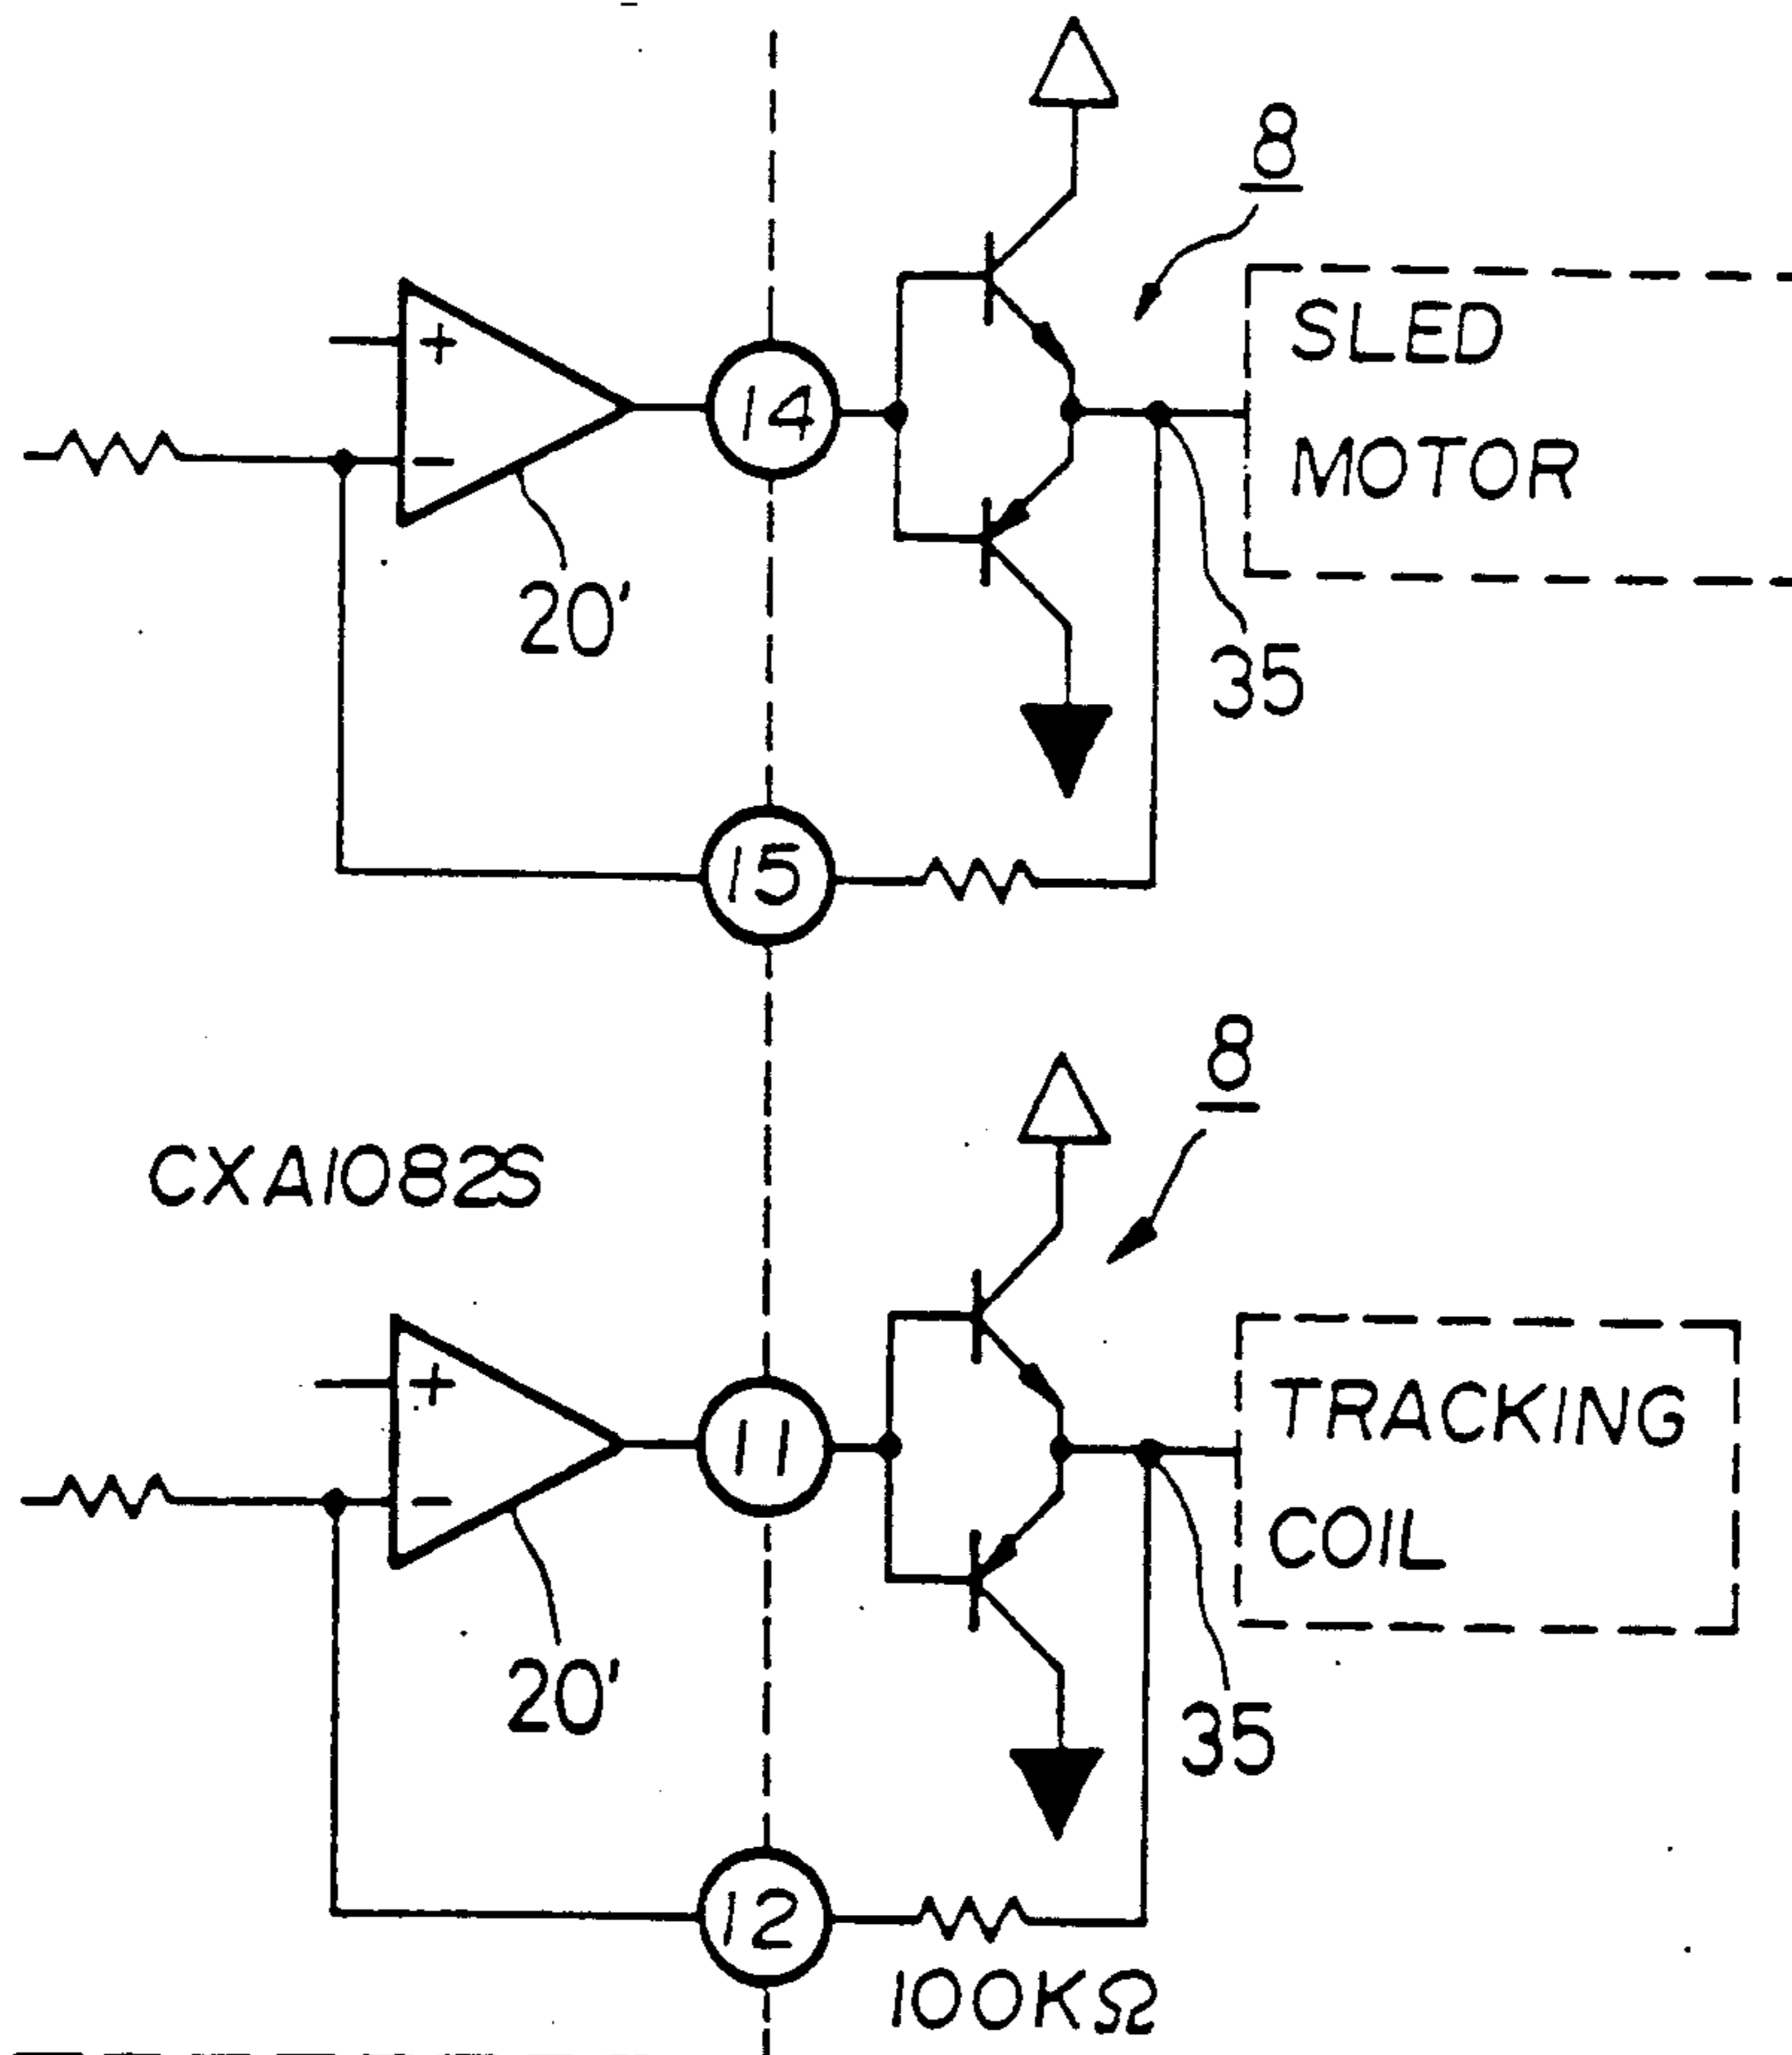 8
+
14
SLED
MOTOR
−
20'
35
15
8
CXA1082S
+
11
TRACKING
COIL
−
20'
35
12
100KΩ